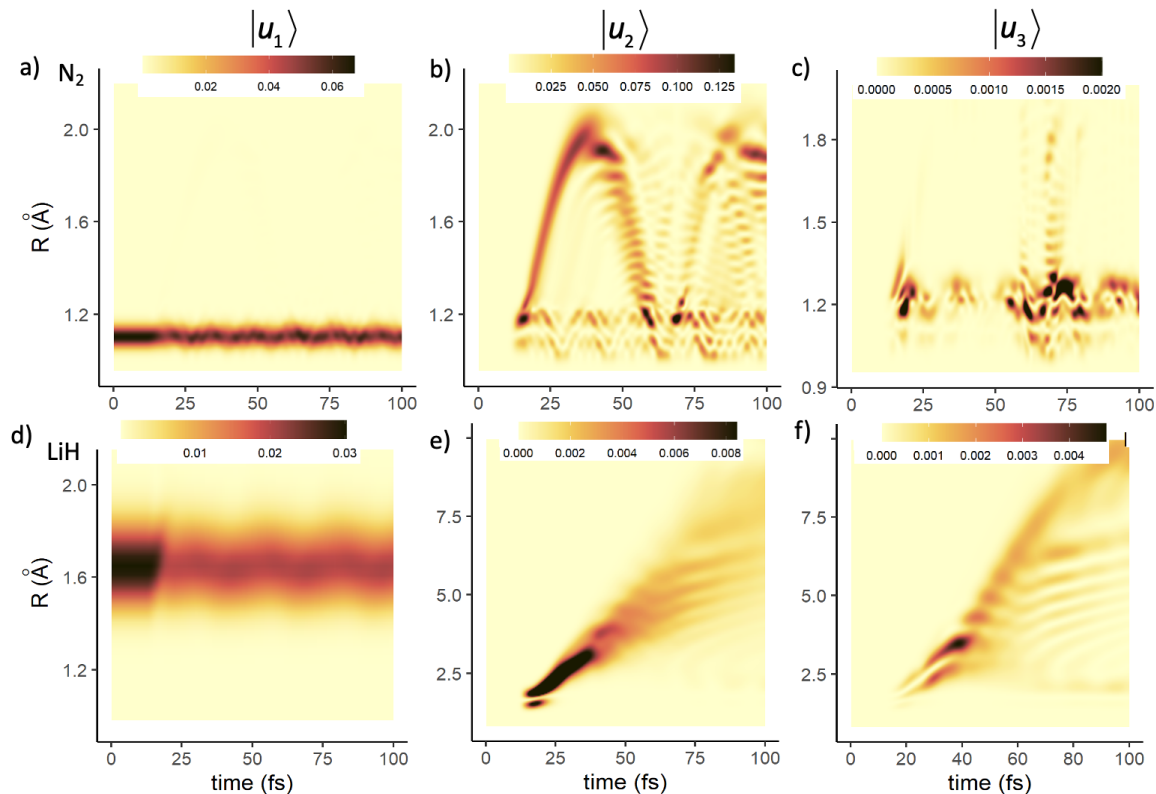 |u₁⟩ |u₂⟩ |u₃⟩
a) N₂ b) c)
0.02 0.04 0.06
0.025 0.050 0.075 0.100 0.125
0.0000 0.0005 0.0010 0.0015 0.0020
R (Å)
2.0
1.6
1.2
0 25 50 75 100
R (Å)
2.0
1.6
1.2
0 25 50 75 100
1.8
1.5
1.2
0.9
0 25 50 75 100
d) LiH e) f)
0.01 0.02 0.03
0.000 0.002 0.004 0.006 0.008
0.000 0.001 0.002 0.003 0.004
R (Å)
2.0
1.6
1.2
0 25 50 75 100
time (fs)
7.5
5.0
2.5
0 25 50 75 100
time (fs)
7.5
5.0
2.5
20 40 60 80 100
time (fs)